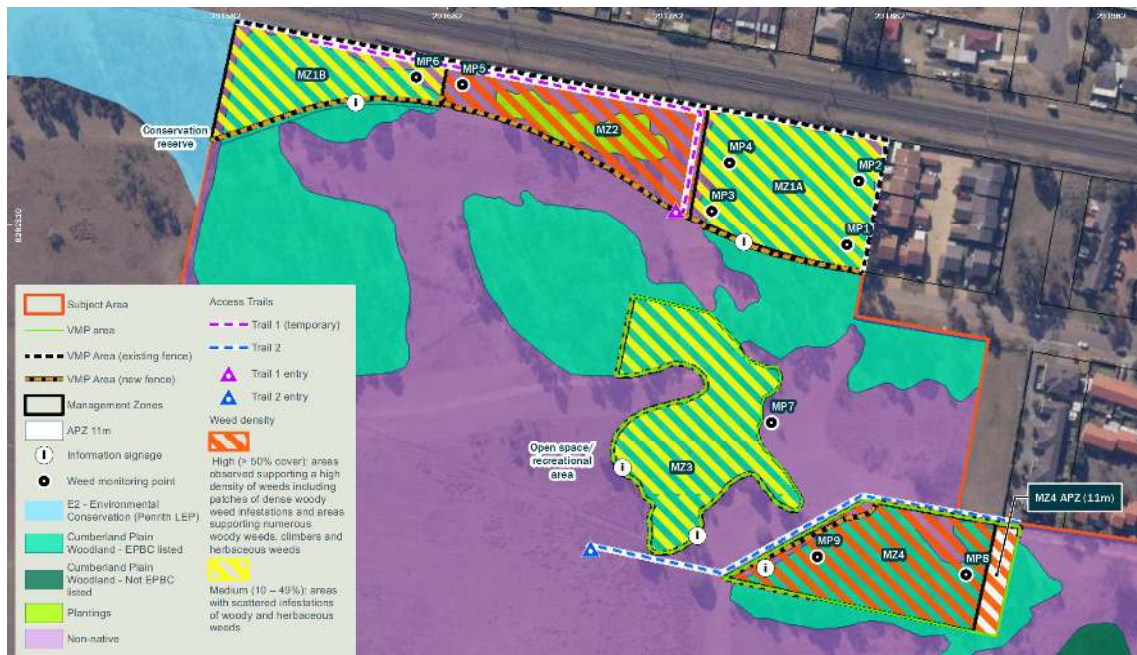 291582
291682
291782
291882
291982
6282310
MZ1B
MP6
MP5
MZ2
MP4
MZ1A
MP2
MP3
MP1
Conservation
reserve
MP7
Open space/
recreational
area
MZ3
MZ4 APZ (11m)
MP9
MZ4
MP8
Subject Area
VMP area
VMP Area (existing fence)
VMP Area (new fence)
Management Zones
APZ 11m
Information signage
Weed monitoring point
E2 - Environmental
Conservation (Penrith LEP)
Cumberland Plain
Woodland - EPBC listed
Cumberland Plain
Woodland - Not EPBC
listed
Plantings
Non-native
Access Trails
Trail 1 (temporary)
Trail 2
Trail 1 entry
Trail 2 entry
Weed density
High (> 50% cover): areas
observed supporting a high
density of weeds including
patches of dense woody
weed infestations and areas
supporting numerous
woody weeds, climbers and
herbaceous weeds
Medium (10 – 49%): areas
with scattered infestations
of woody and herbaceous
weeds